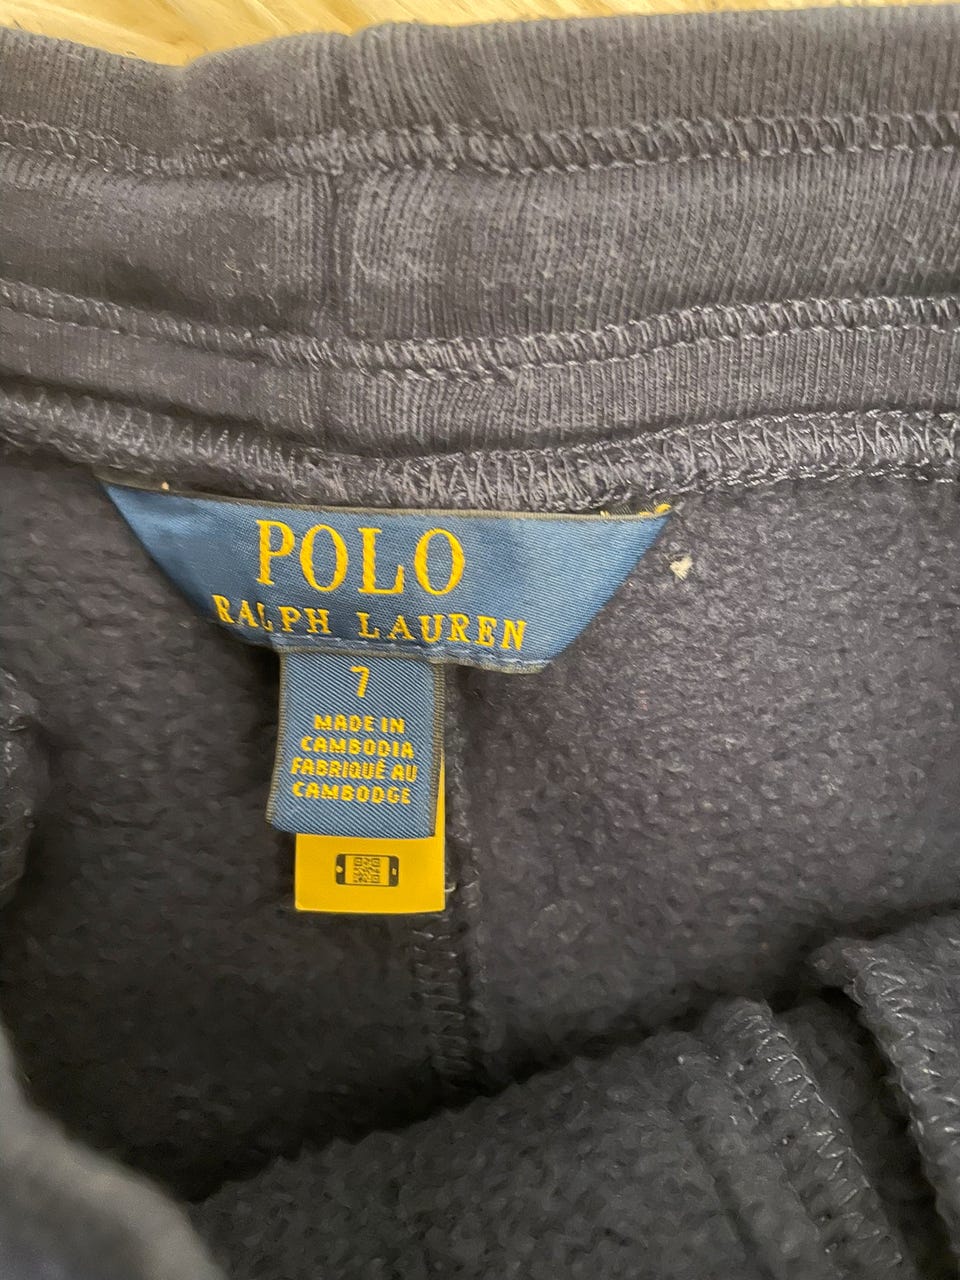 POLO
RALPH LAUREN
7
MADE IN
CAMBODIA
FABRIQUÉ AU
CAMBODGE